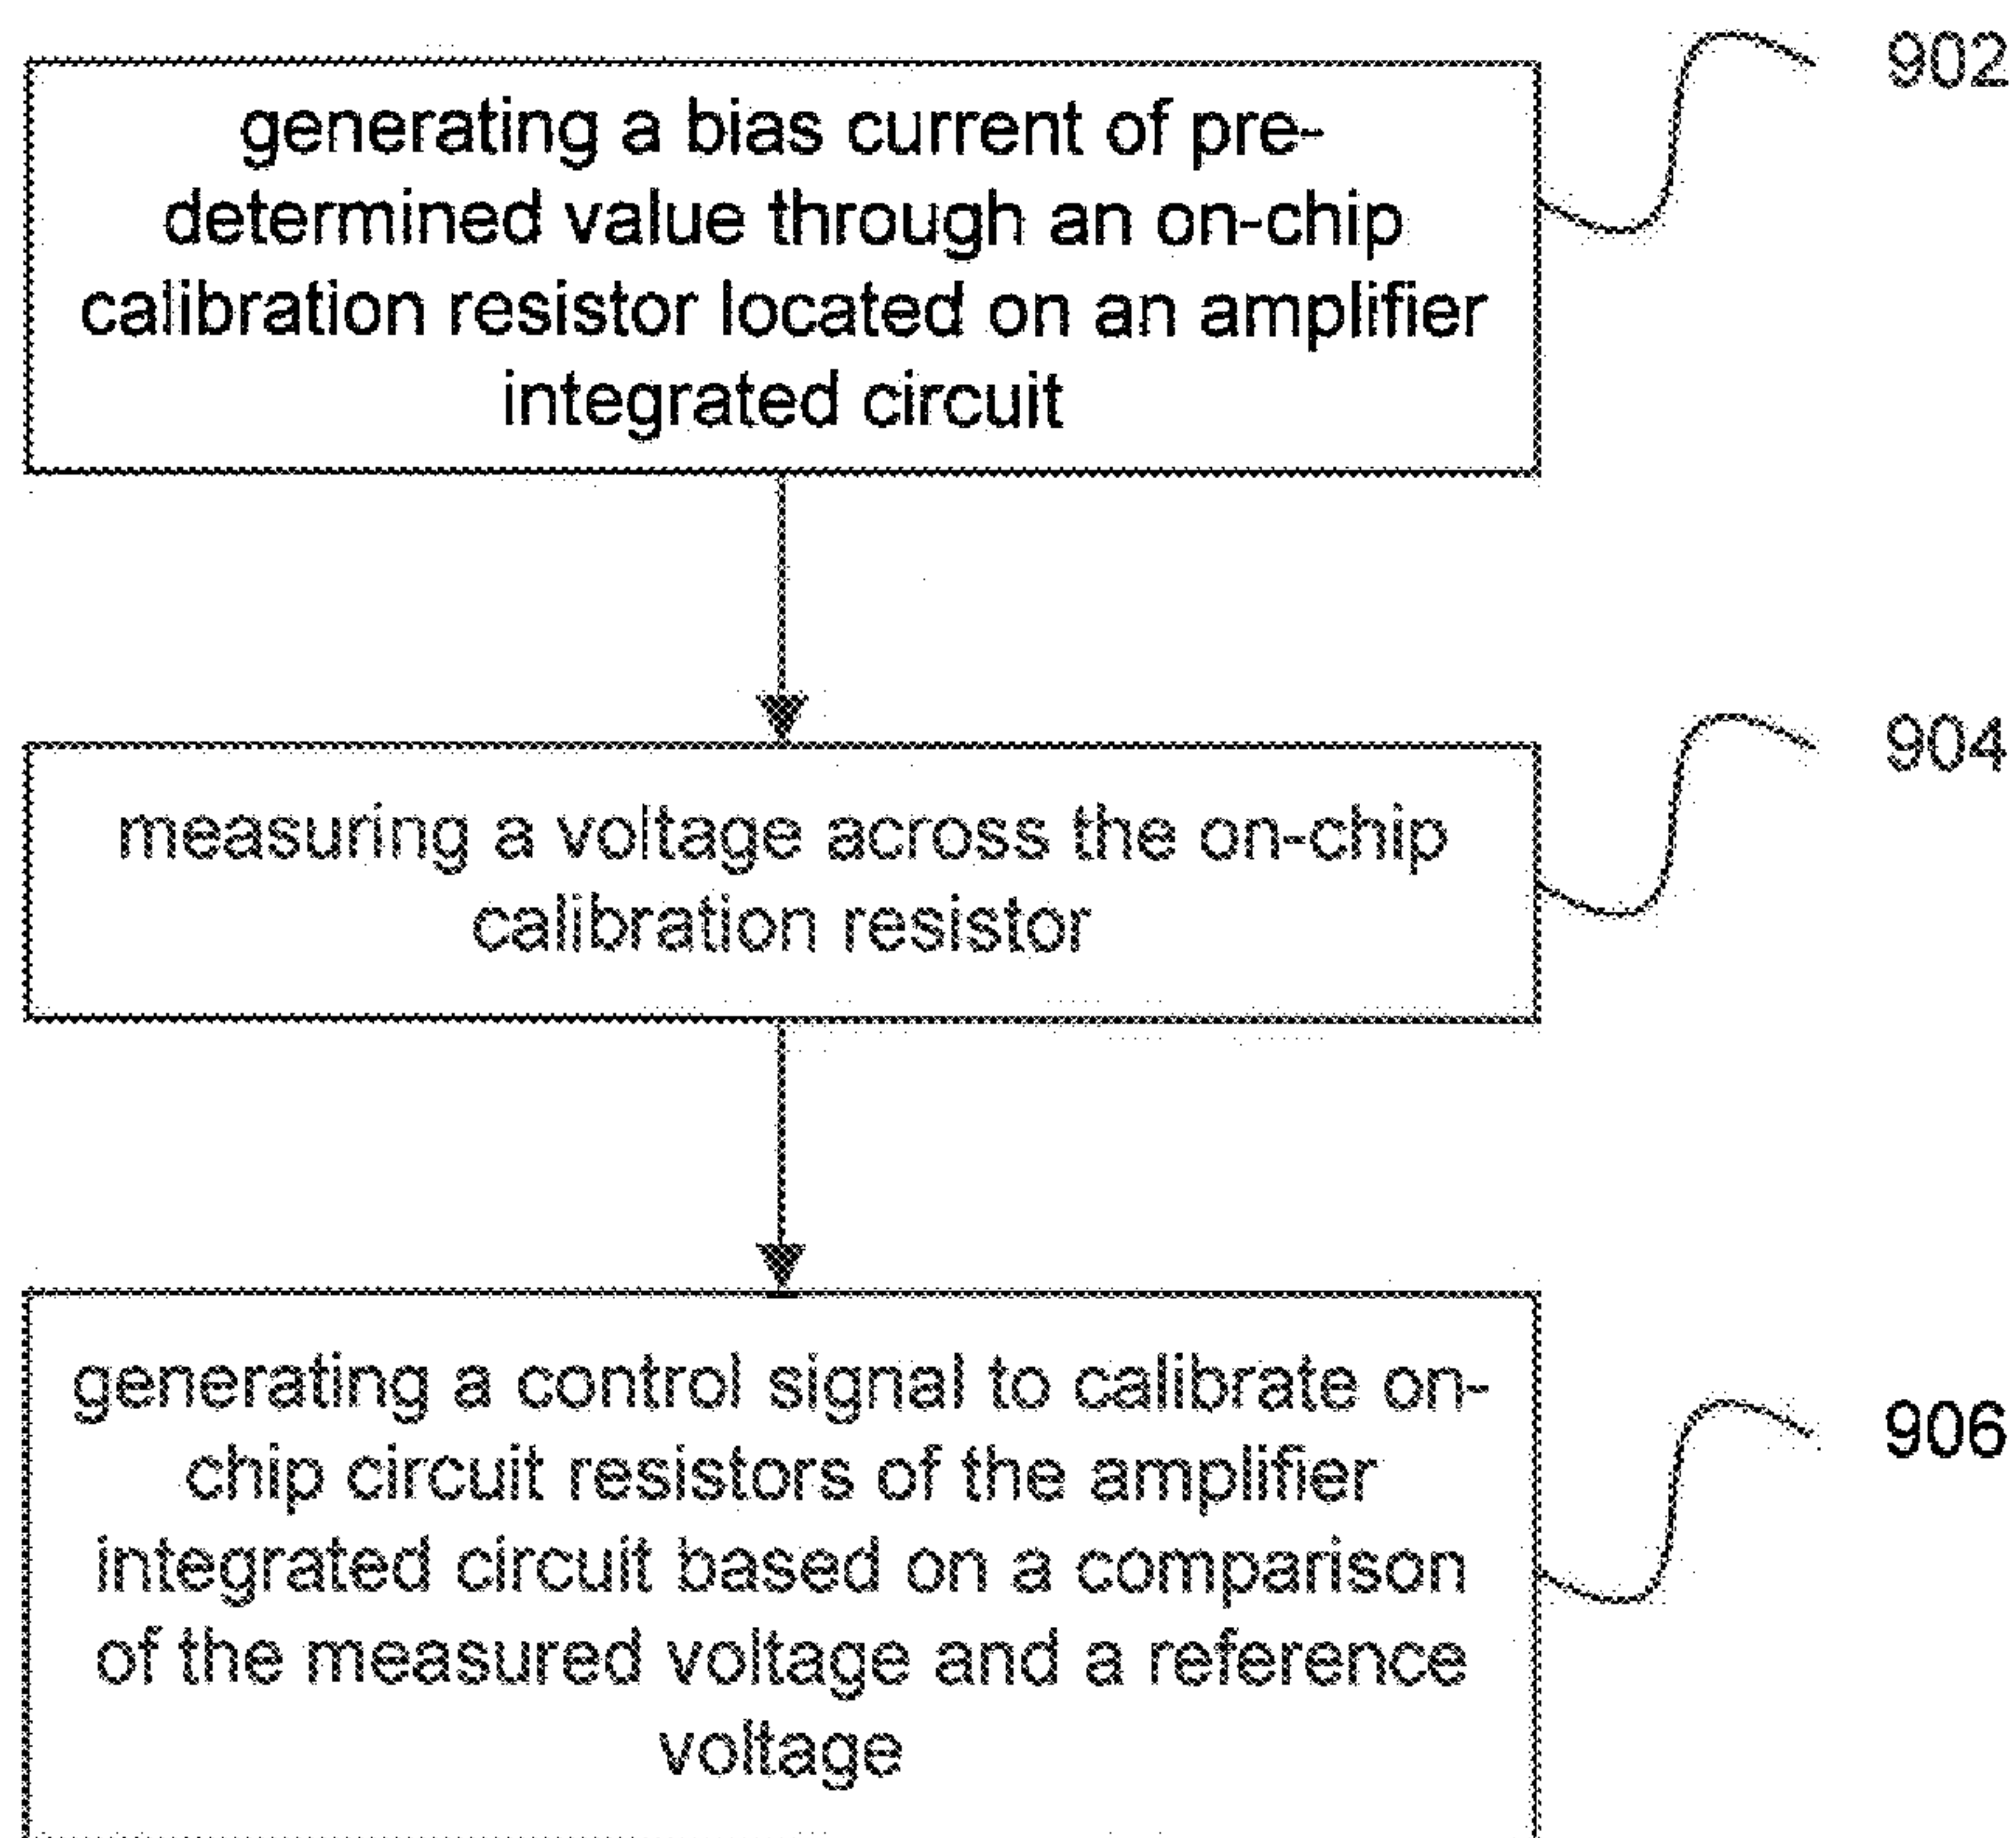 902
generating a bias current of pre-
determined value through an on-chip
calibration resistor located on an amplifier
integrated circuit
904
measuring a voltage across the on-chip
calibration resistor
906
generating a control signal to calibrate on-
chip circuit resistors of the amplifier
integrated circuit based on a comparison
of the measured voltage and a reference
voltage